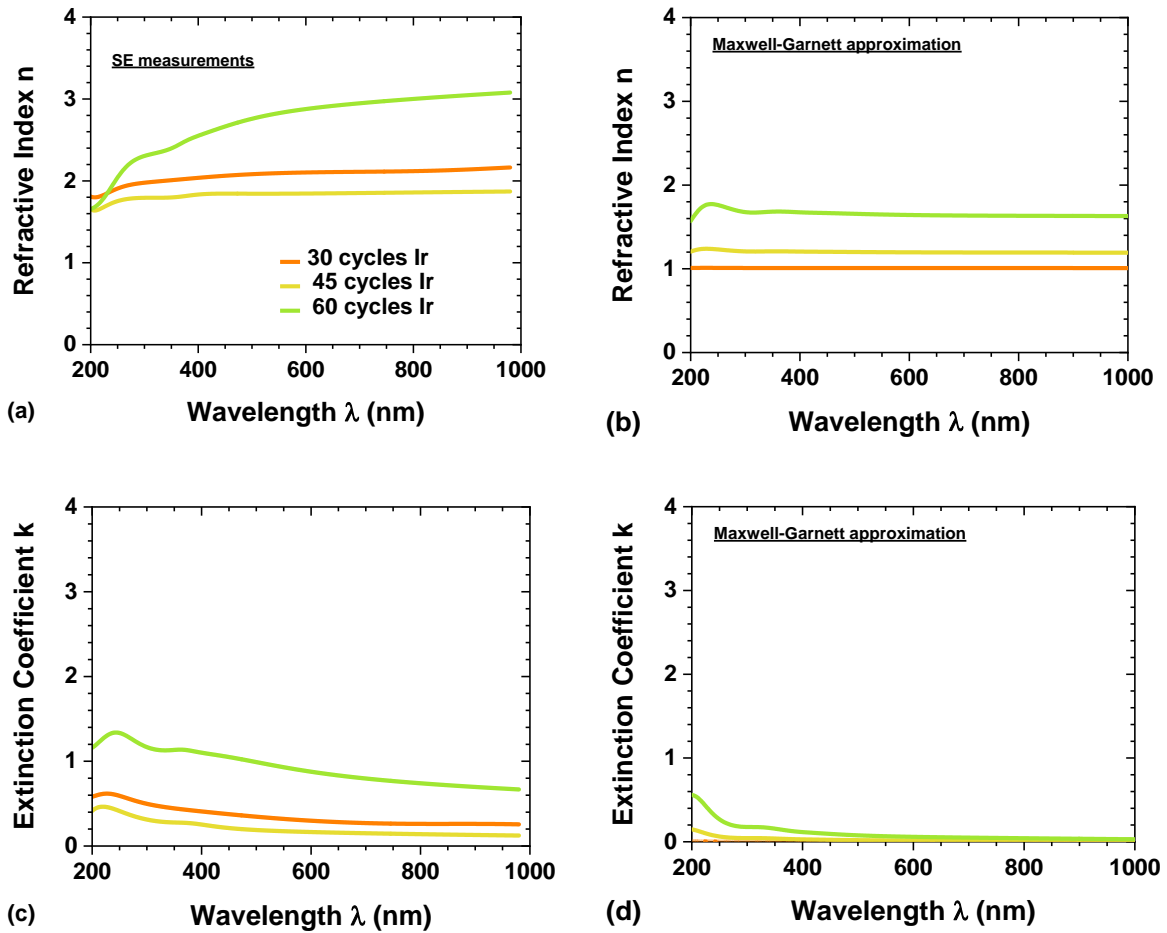 4
3
2
1
0
200 400 600 800 1000
Refractive Index n
SE measurements
30 cycles Ir
45 cycles Ir
60 cycles Ir
Wavelength λ (nm)
(a)
4
3
2
1
0
200 400 600 800 1000
Refractive Index n
Maxwell-Garnett approximation
Wavelength λ (nm)
(b)
4
3
2
1
0
200 400 600 800 1000
Extinction Coefficient k
Wavelength λ (nm)
(c)
4
3
2
1
0
200 400 600 800 1000
Extinction Coefficient k
Maxwell-Garnett approximation
Wavelength λ (nm)
(d)